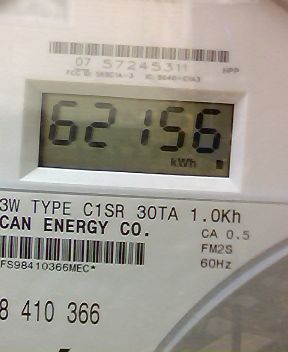 07 57245311 NPP
62156
kWh
3W TYPE C1SR 30TA 1.0Kh
CAN ENERGY CO. CA 0.5
FM2S
FS98410366MEC* 60Hz
8 410 366